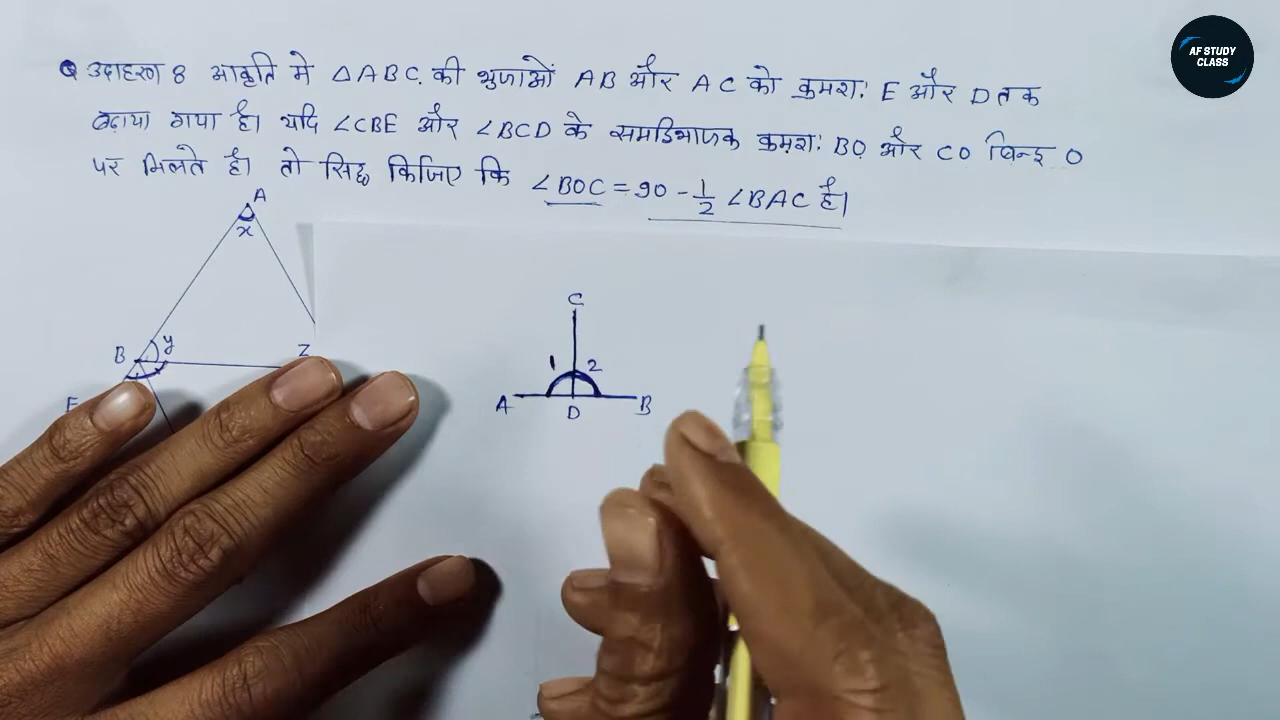 Q उदाहरण 8 आकृति मे △ABC की भुजाओं AB और AC को क्रमश: E और D तक
बढ़ाया गया है। यदि ∠CBE और ∠BCD के समद्विभाजक क्रमश: BO और CO बिन्दु O
पर मिलते है। तो सिद्ध किजिए कि ∠BOC = 90 - 1/2 ∠BAC है।
A
x
B
y
Z
E
C
1
2
A
D
B
AF STUDY
CLASS